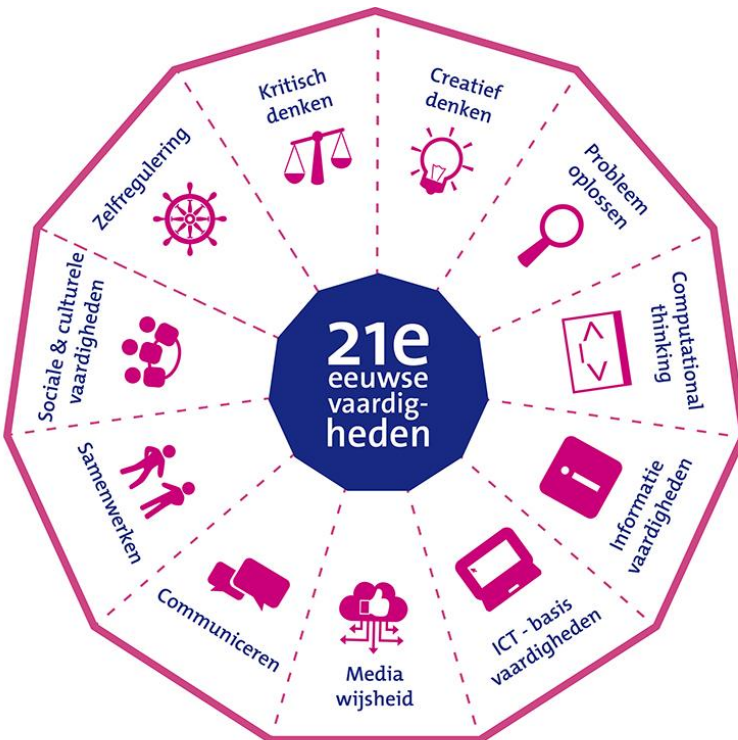 21e
eeuwse
vaardig-
heden
Kritisch
denken
Creatief
denken
Probleem
oplossen
Computational
thinking
Informatie
vaardigheden
ICT - basis
vaardigheden
Media
wijsheid
Communiceren
Samenwerken
Sociale & culturele
vaardigheden
Zelfregulering